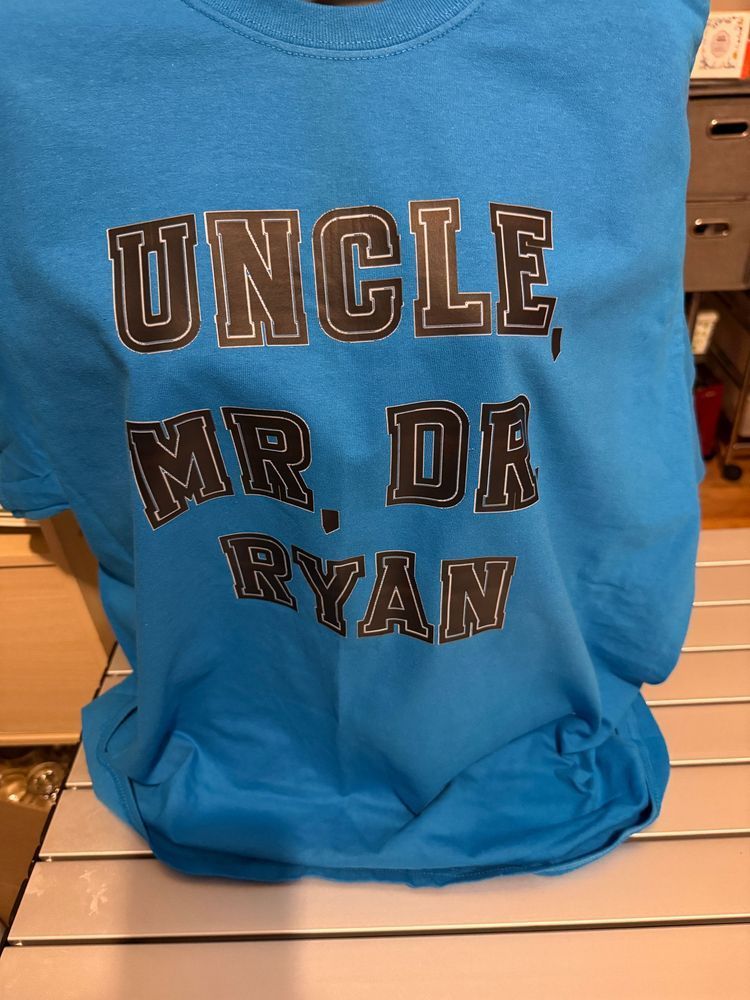 UNCLE,
MR, DR.
RYAN